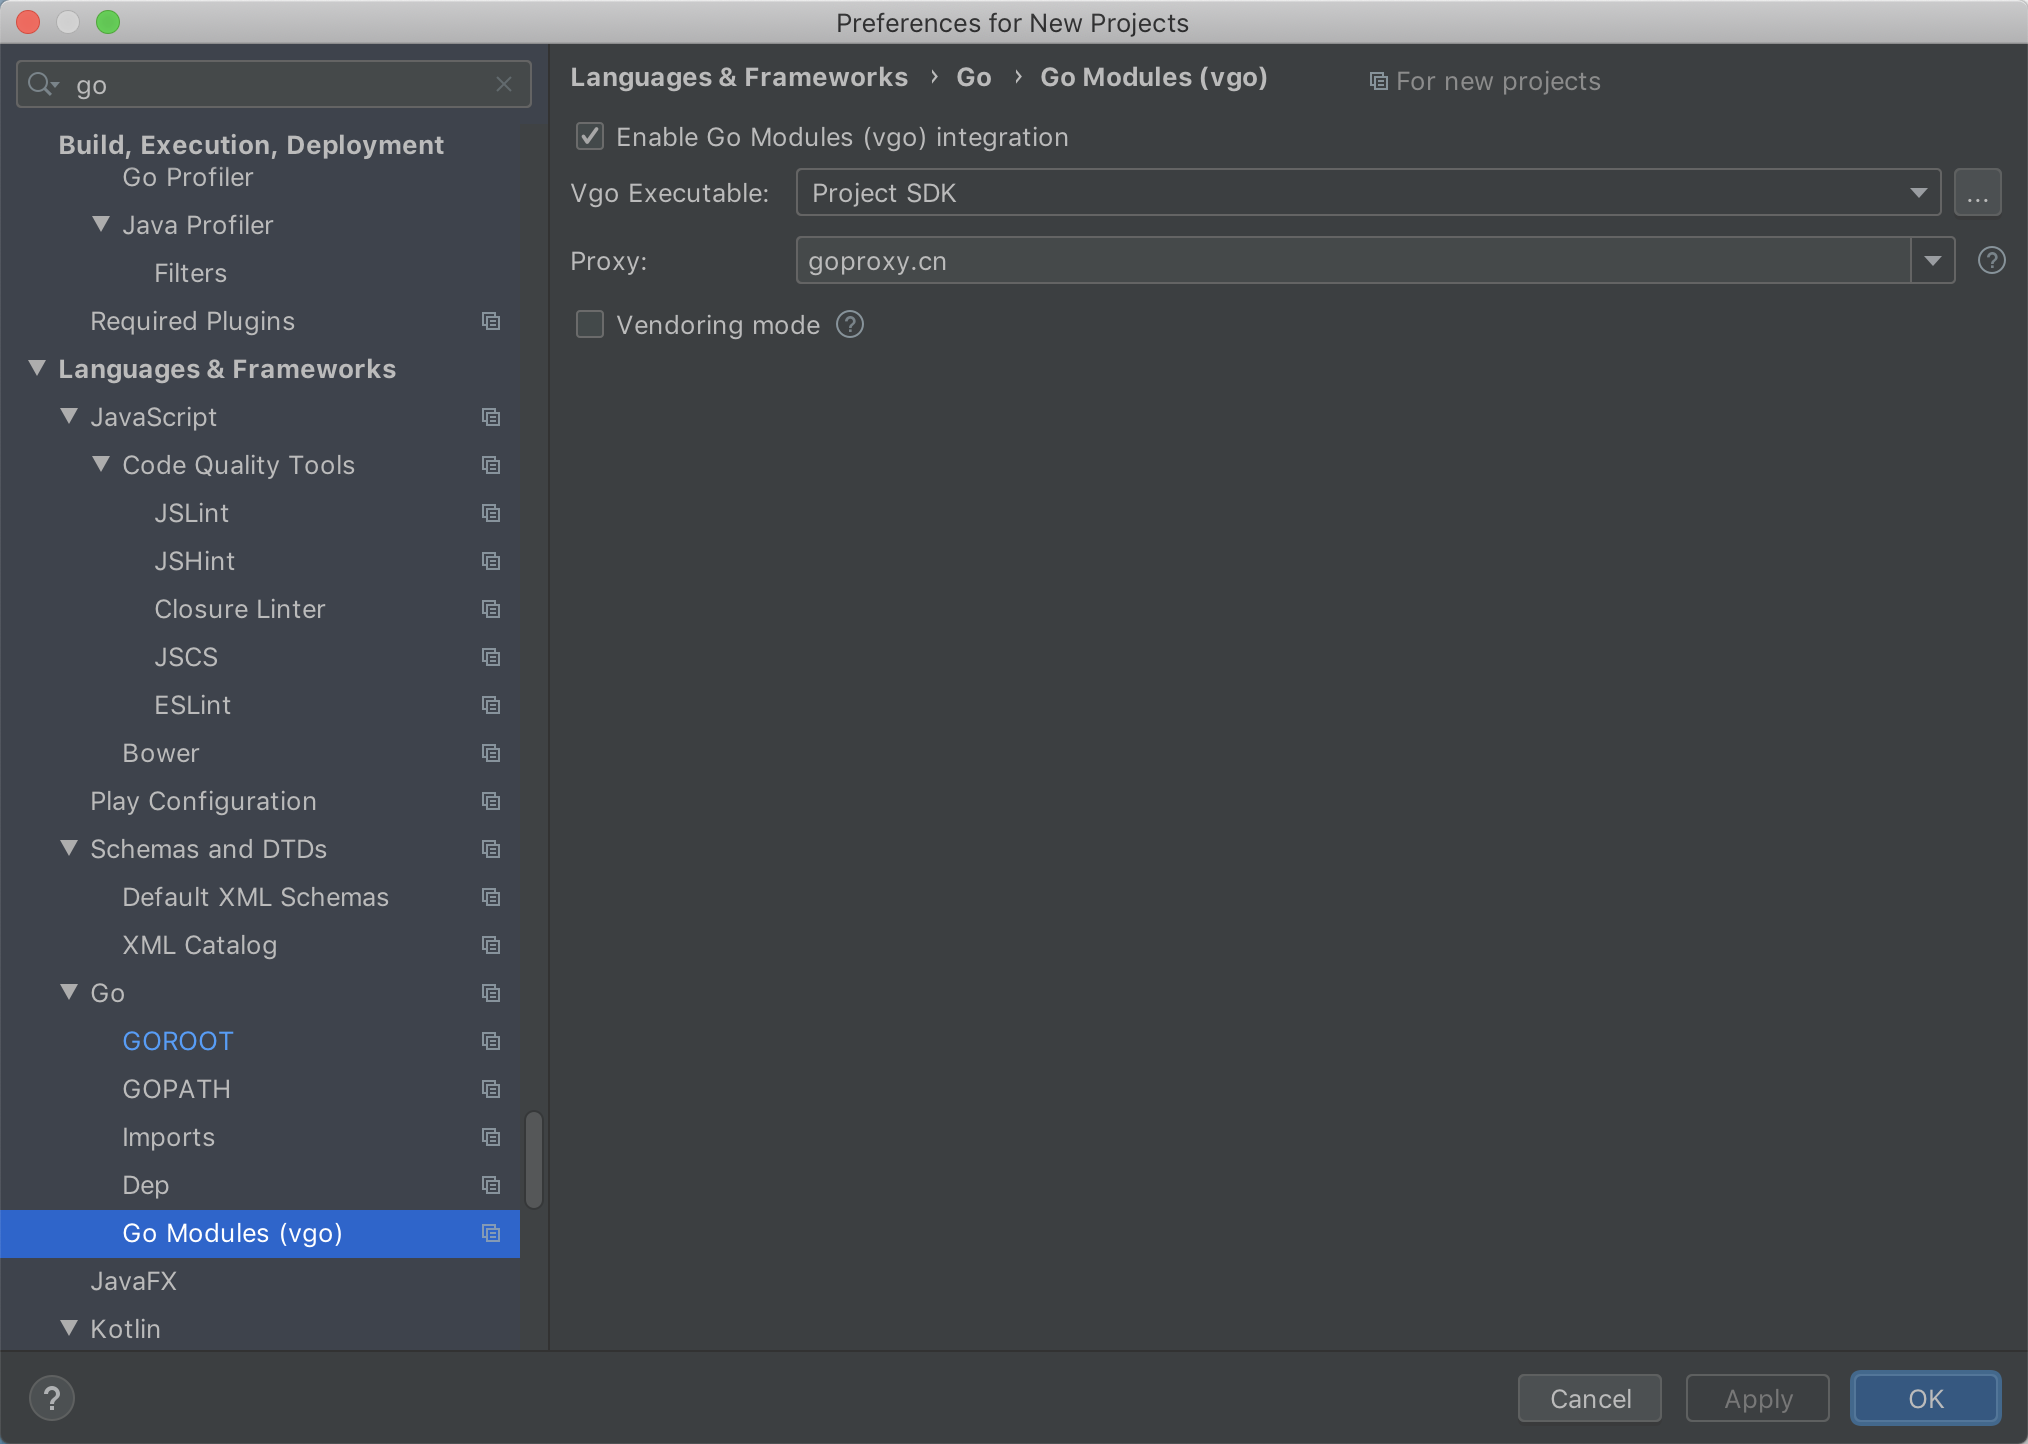 Preferences for New Projects
go
Build, Execution, Deployment
Go Profiler
Java Profiler
Filters
Required Plugins
Languages & Frameworks
JavaScript
Code Quality Tools
JSLint
JSHint
Closure Linter
JSCS
ESLint
Bower
Play Configuration
Schemas and DTDs
Default XML Schemas
XML Catalog
Go
GOROOT
GOPATH
Imports
Dep
Go Modules (vgo)
JavaFX
Kotlin
Languages & Frameworks › Go › Go Modules (vgo) For new projects
Enable Go Modules (vgo) integration
Vgo Executable: Project SDK ...
Proxy: goproxy.cn ?
Vendoring mode ?
? Cancel Apply OK